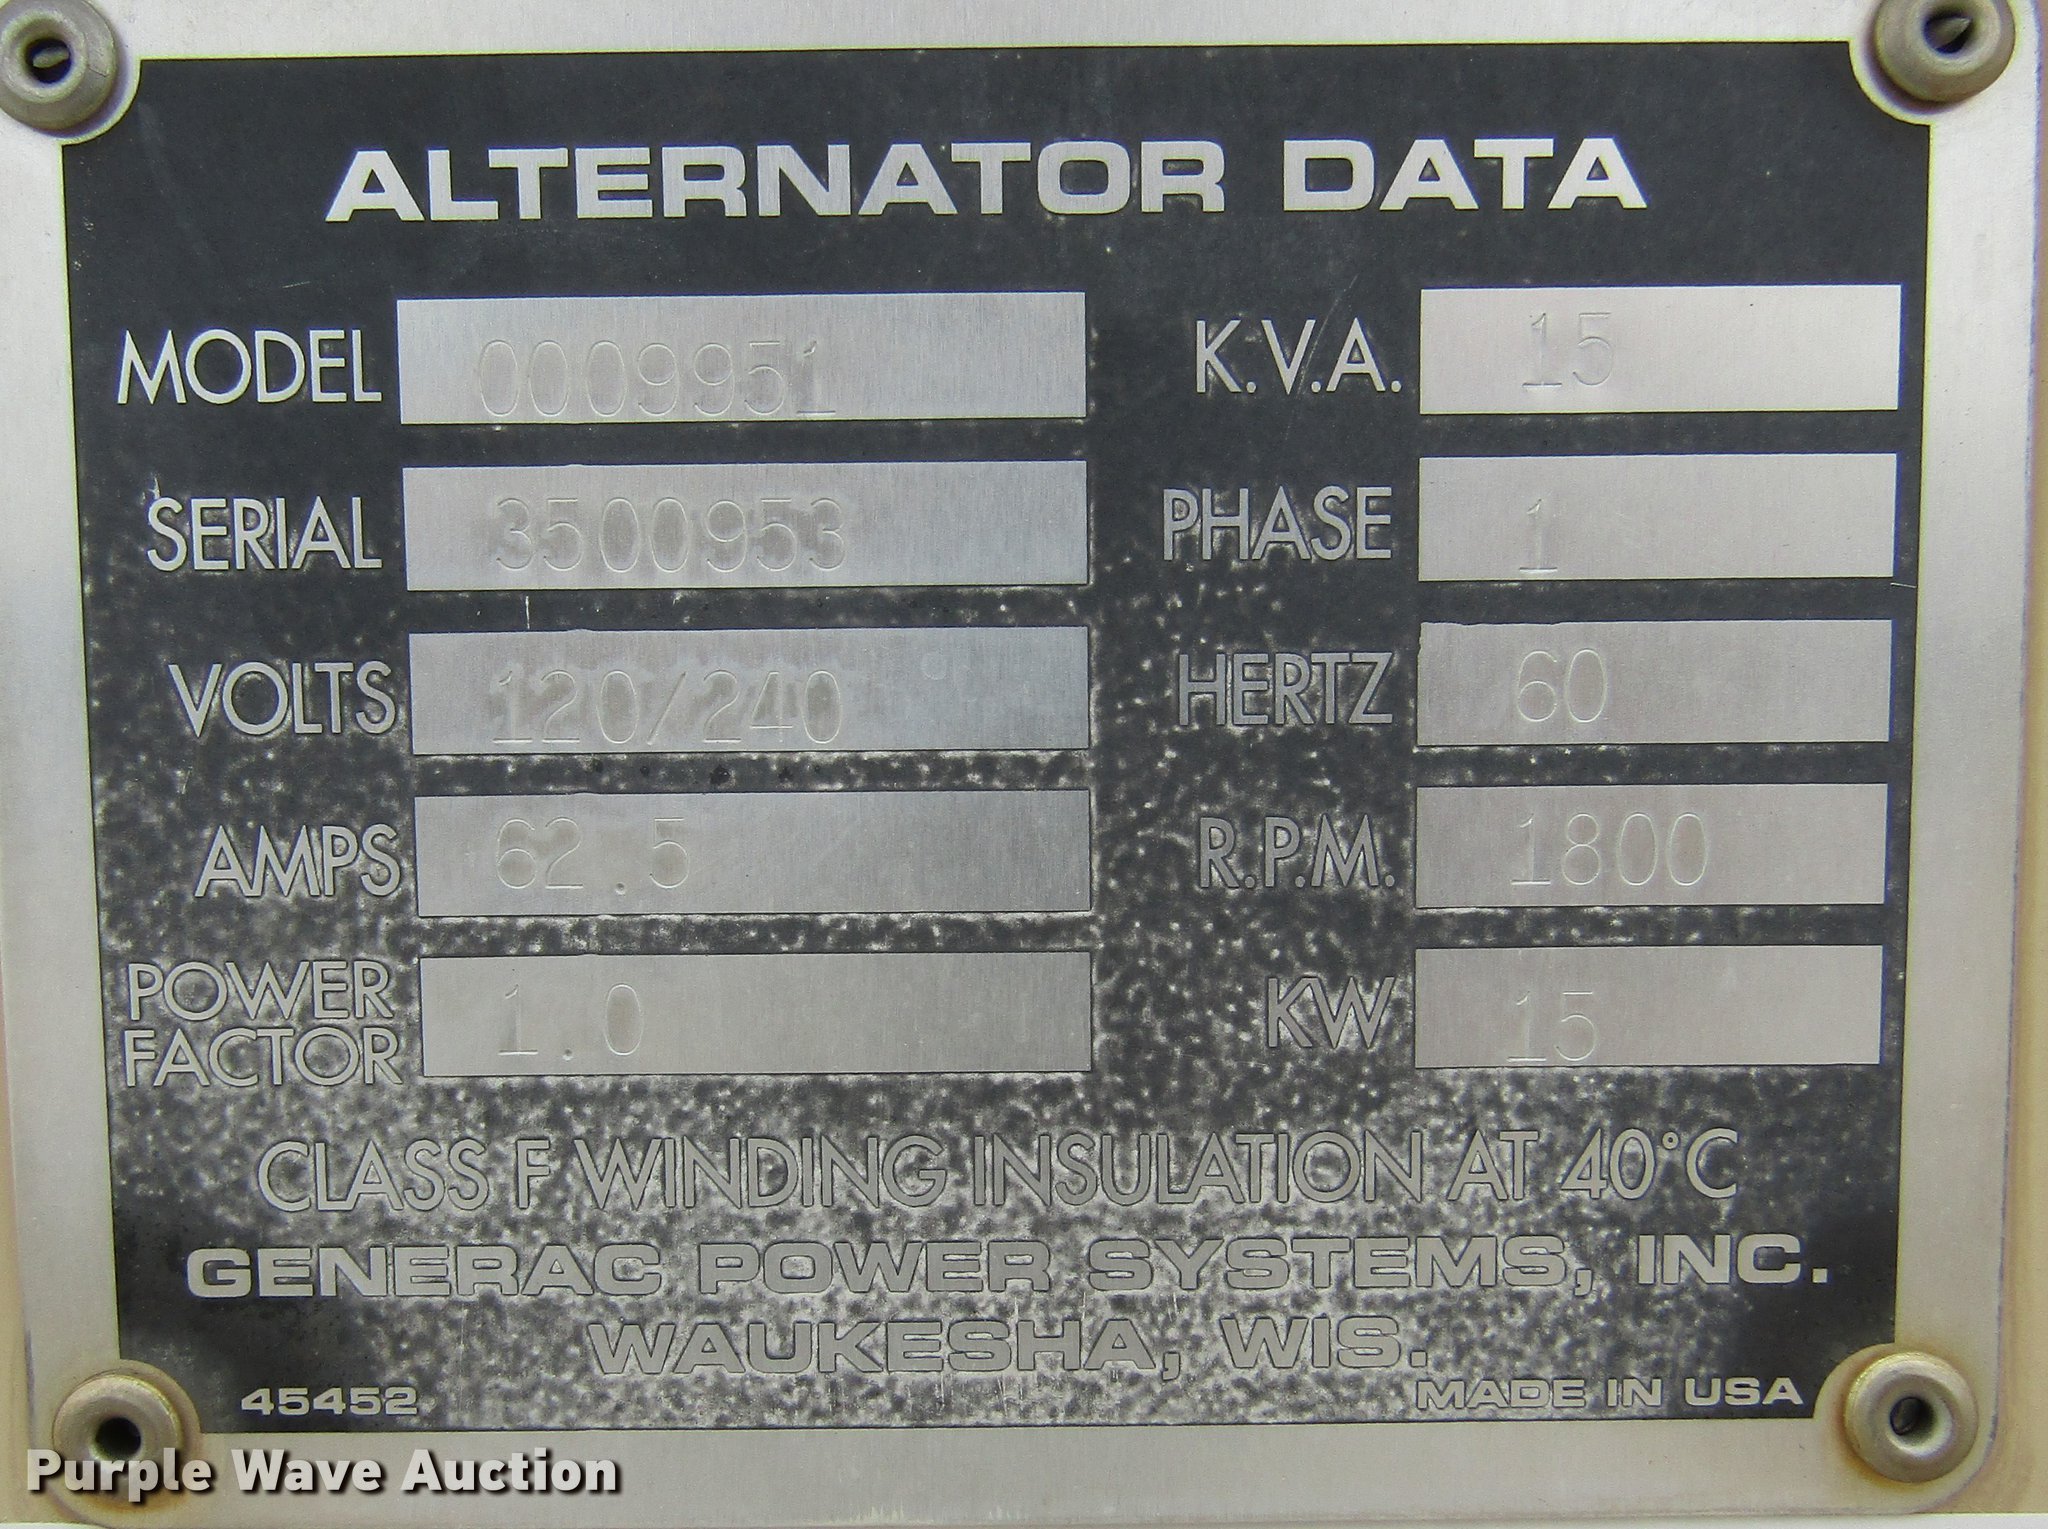 ALTERNATOR DATA
MODEL 0009951 K.V.A. 15
SERIAL 3500953 PHASE 1
VOLTS 120/240 HERTZ 60
AMPS 62.5 R.P.M. 1800
POWER FACTOR 1.0 KW 15
CLASS F WINDING INSULATION AT 40°C
GENERAC POWER SYSTEMS, INC.
WAUKESHA, WIS.
45452 MADE IN USA
Purple Wave Auction